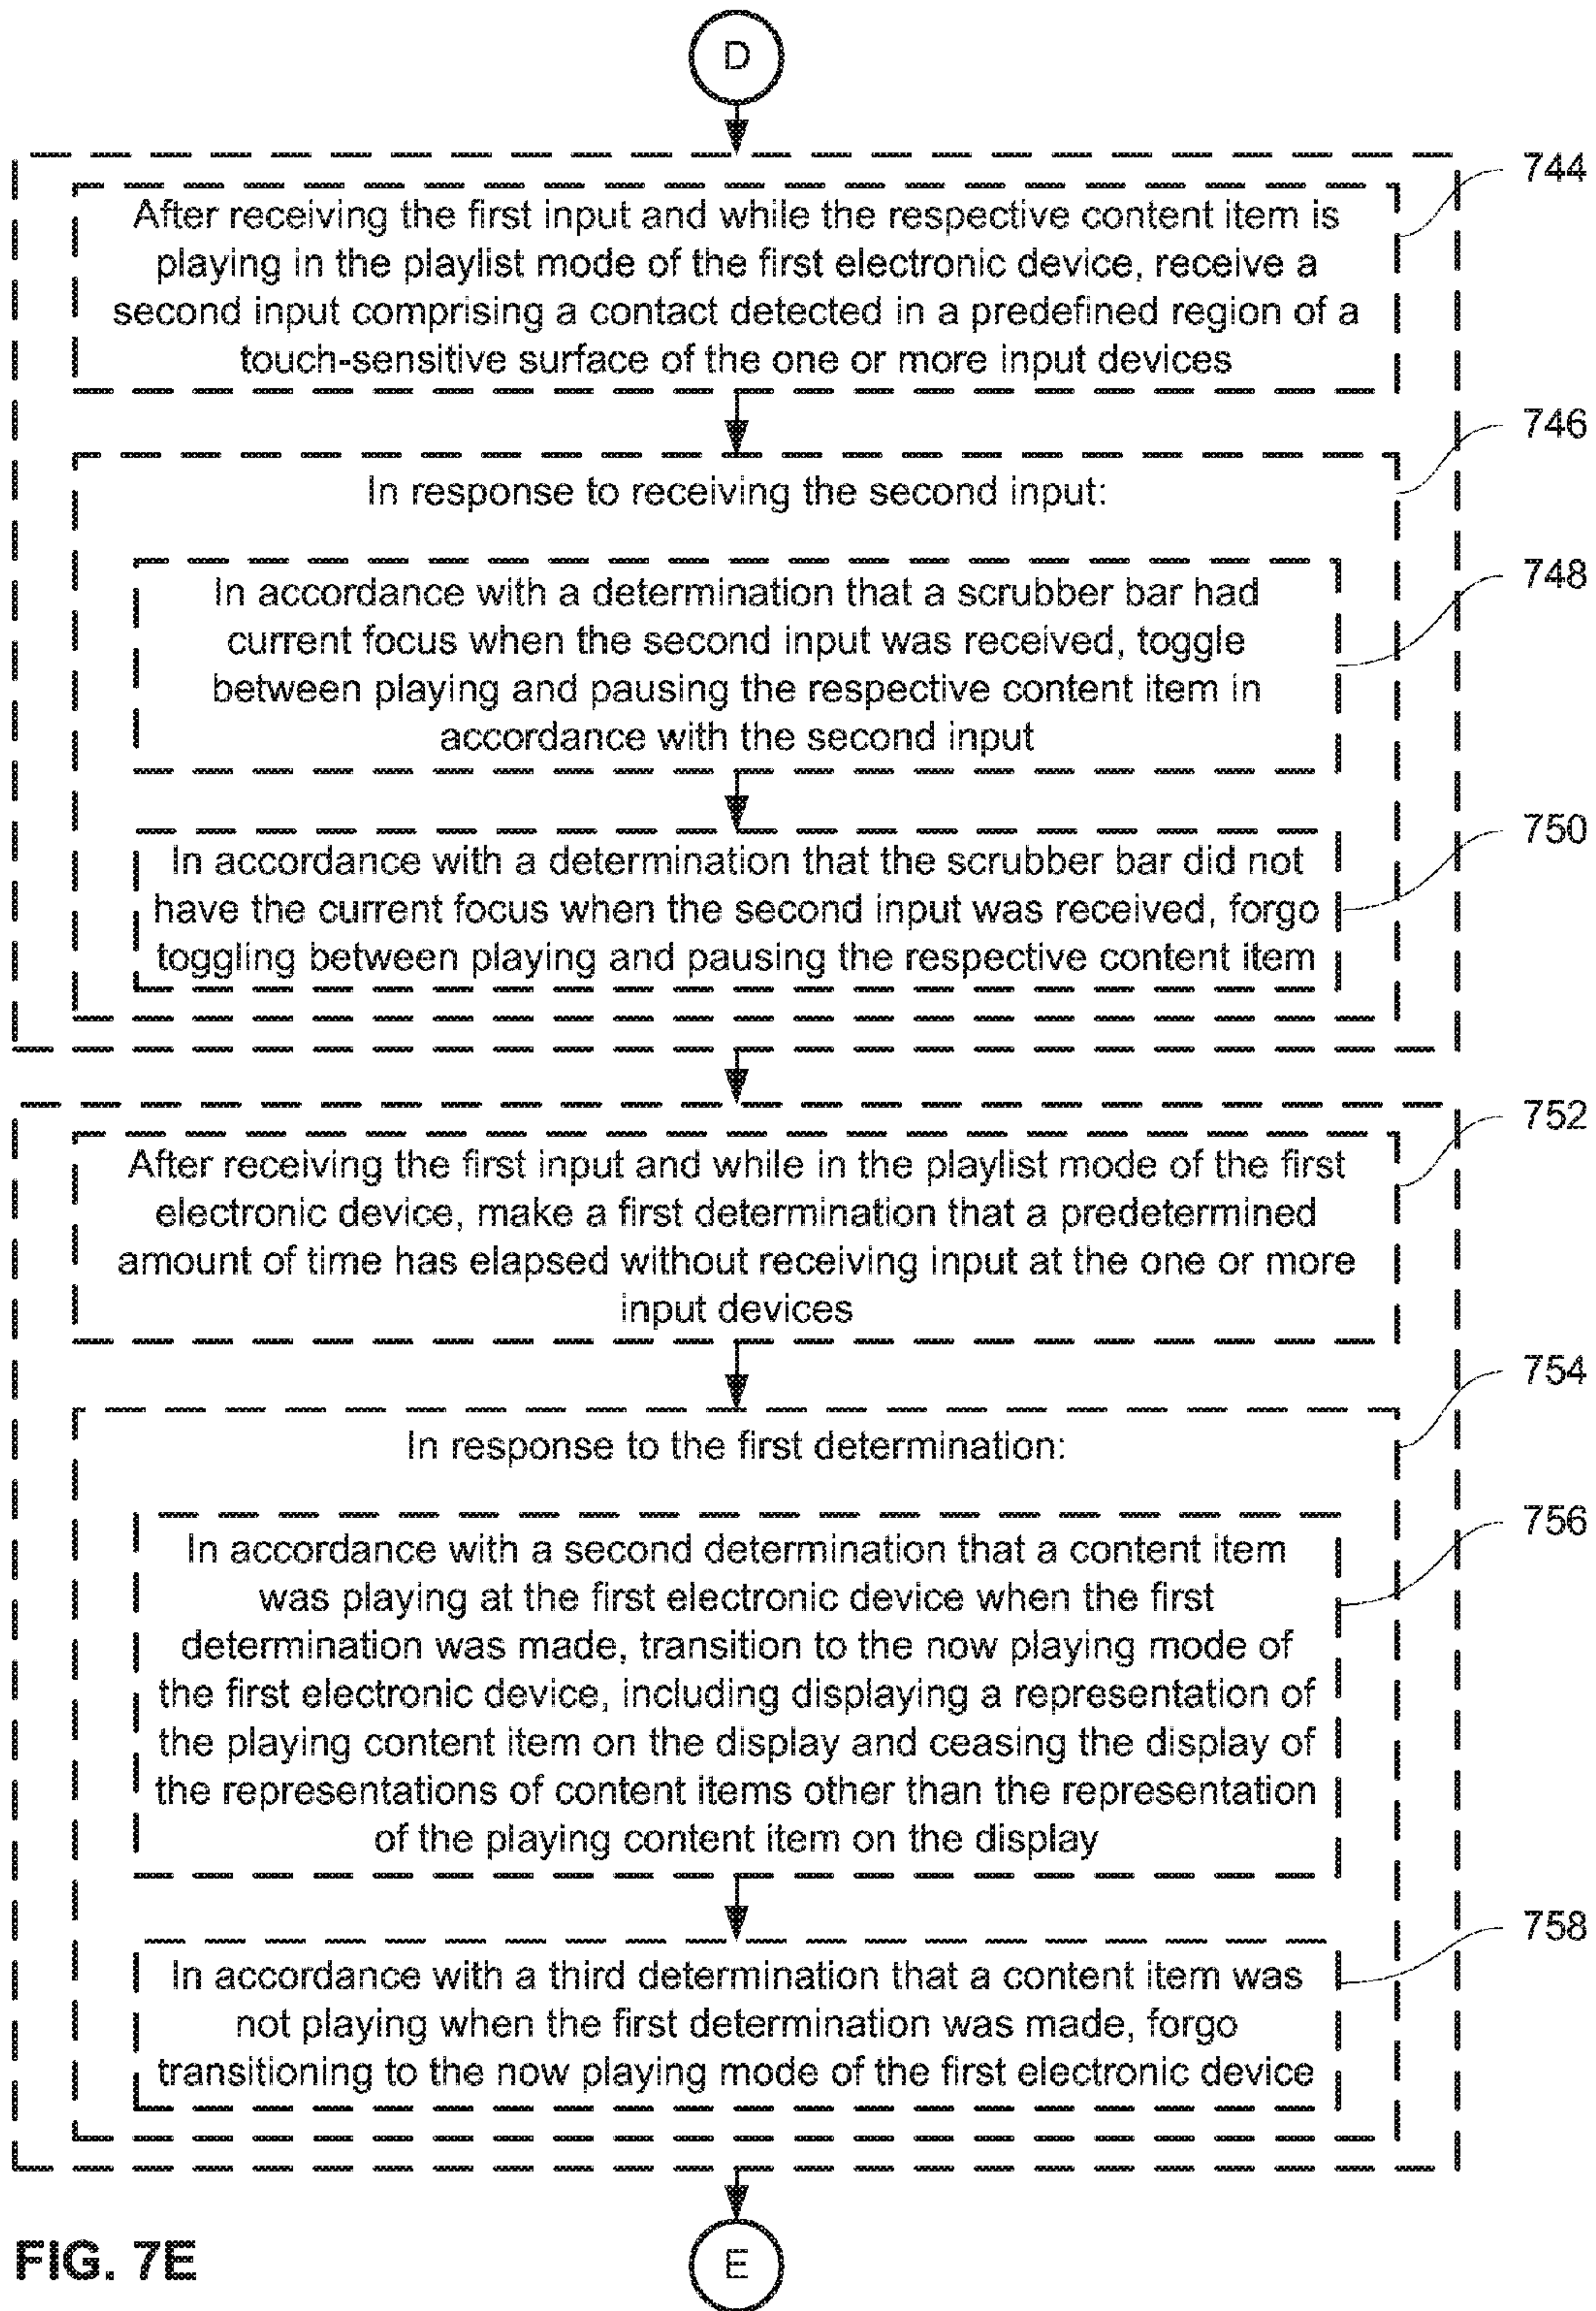 D
744
After receiving the first input and while the respective content item is
playing in the playlist mode of the first electronic device, receive a
second input comprising a contact detected in a predefined region of a
touch-sensitive surface of the one or more input devices
746
In response to receiving the second input:
748
In accordance with a determination that a scrubber bar had
current focus when the second input was received, toggle
between playing and pausing the respective content item in
accordance with the second input
750
In accordance with a determination that the scrubber bar did not
have the current focus when the second input was received, forgo
toggling between playing and pausing the respective content item
752
After receiving the first input and while in the playlist mode of the first
electronic device, make a first determination that a predetermined
amount of time has elapsed without receiving input at the one or more
input devices
754
In response to the first determination:
756
In accordance with a second determination that a content item
was playing at the first electronic device when the first
determination was made, transition to the now playing mode of
the first electronic device, including displaying a representation of
the playing content item on the display and ceasing the display of
the representations of content items other than the representation
of the playing content item on the display
758
In accordance with a third determination that a content item was
not playing when the first determination was made, forgo
transitioning to the now playing mode of the first electronic device
FIG. 7E
E